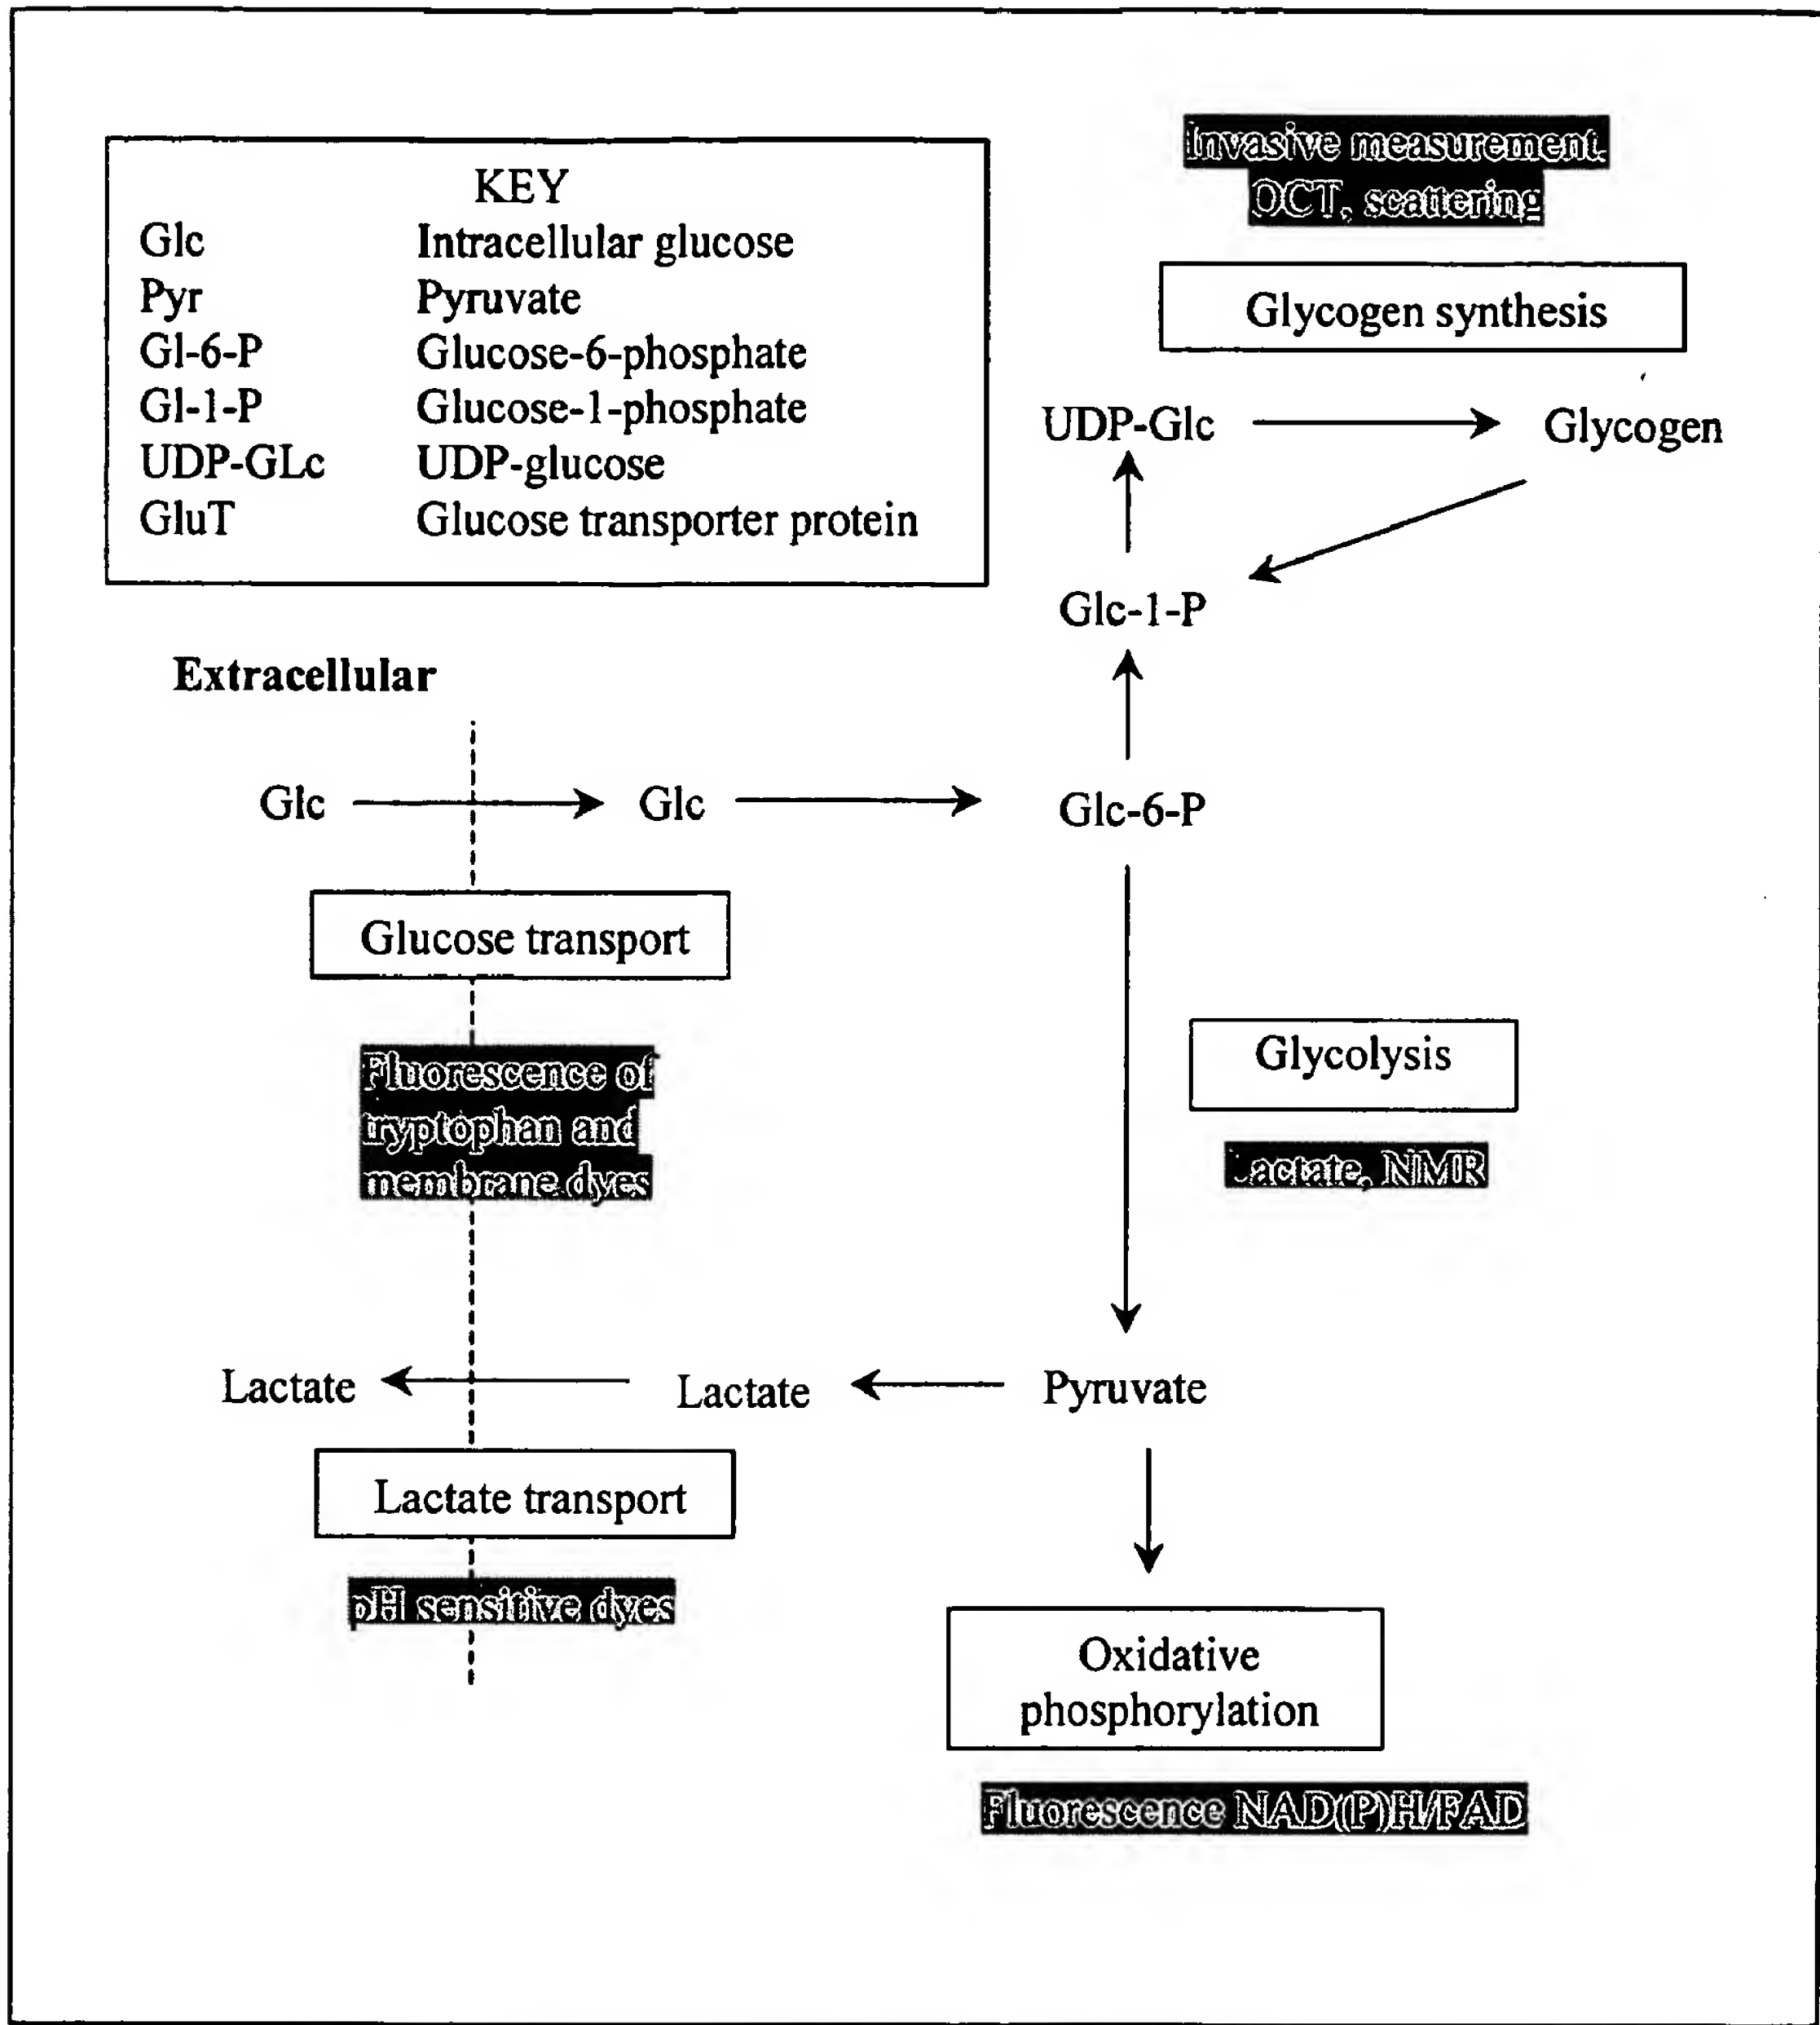 KEY
Glc Intracellular glucose
Pyr Pyruvate
Gl-6-P Glucose-6-phosphate
Gl-1-P Glucose-1-phosphate
UDP-GLc UDP-glucose
GluT Glucose transporter protein
Invasive measurement.
OCT, scattering
Glycogen synthesis
UDP-Glc Glycogen
Glc-1-P
Extracellular
Glc Glc Glc-6-P
Glucose transport
Fluorescence of
tryptophan and
membrane dyes
Glycolysis
Lactate, NMR
Lactate Lactate Pyruvate
Lactate transport
pH sensitive dyes
Oxidative
phosphorylation
Fluorescence NAD(P)H/FAD